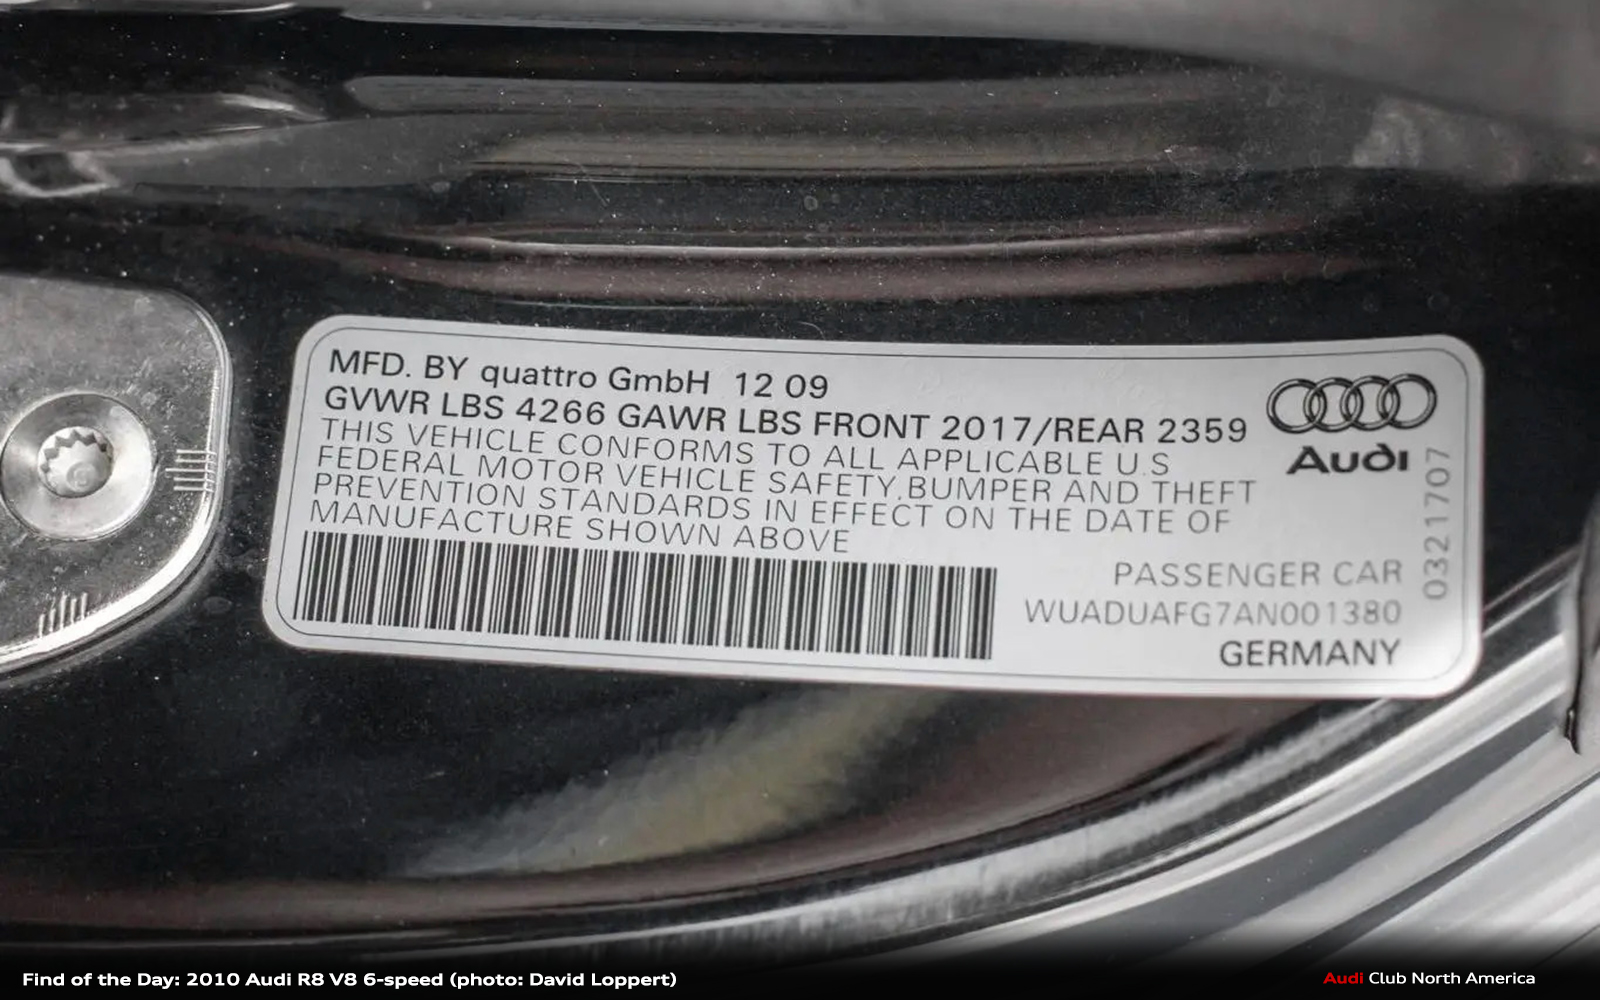 MFD. BY quattro GmbH 12 09
GVWR LBS 4266 GAWR LBS FRONT 2017/REAR 2359
THIS VEHICLE CONFORMS TO ALL APPLICABLE U.S
FEDERAL MOTOR VEHICLE SAFETY,BUMPER AND THEFT
PREVENTION STANDARDS IN EFFECT ON THE DATE OF
MANUFACTURE SHOWN ABOVE
Audi
0321707
PASSENGER CAR
WUADUAFG7AN001380
GERMANY
Find of the Day: 2010 Audi R8 V8 6-speed (photo: David Loppert)
Audi Club North America